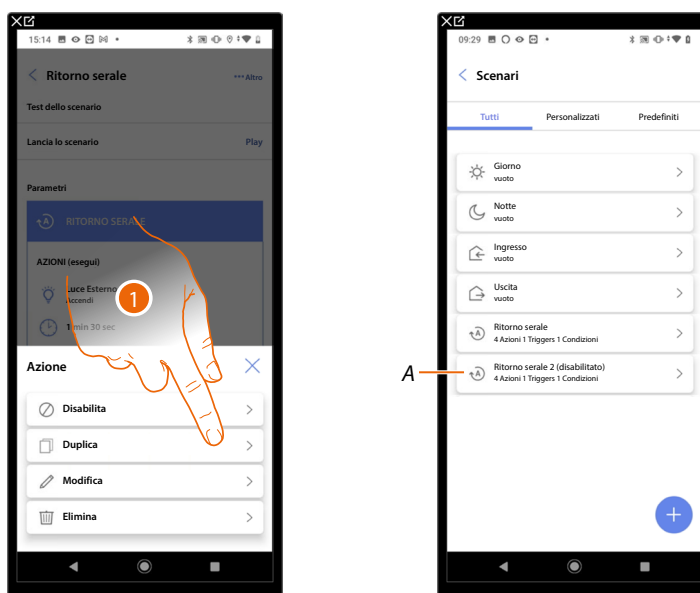 15:14
Ritorno serale
•••Altro
Test dello scenario
Lancia lo scenario
Play
Parametri
RITORNO SERALE
AZIONI (esegui)
Luce Esterno
Accendi
1 min 30 sec
1
Azione
Disabilita
Duplica
Modifica
Elimina
A
09:29
Scenari
Tutti
Personalizzati
Predefiniti
Giorno
vuoto
Notte
vuoto
Ingresso
vuoto
Uscita
vuoto
A
Ritorno serale
4 Azioni 1 Triggers 1 Condizioni
A
Ritorno serale 2 (disabilitato)
4 Azioni 1 Triggers 1 Condizioni
A